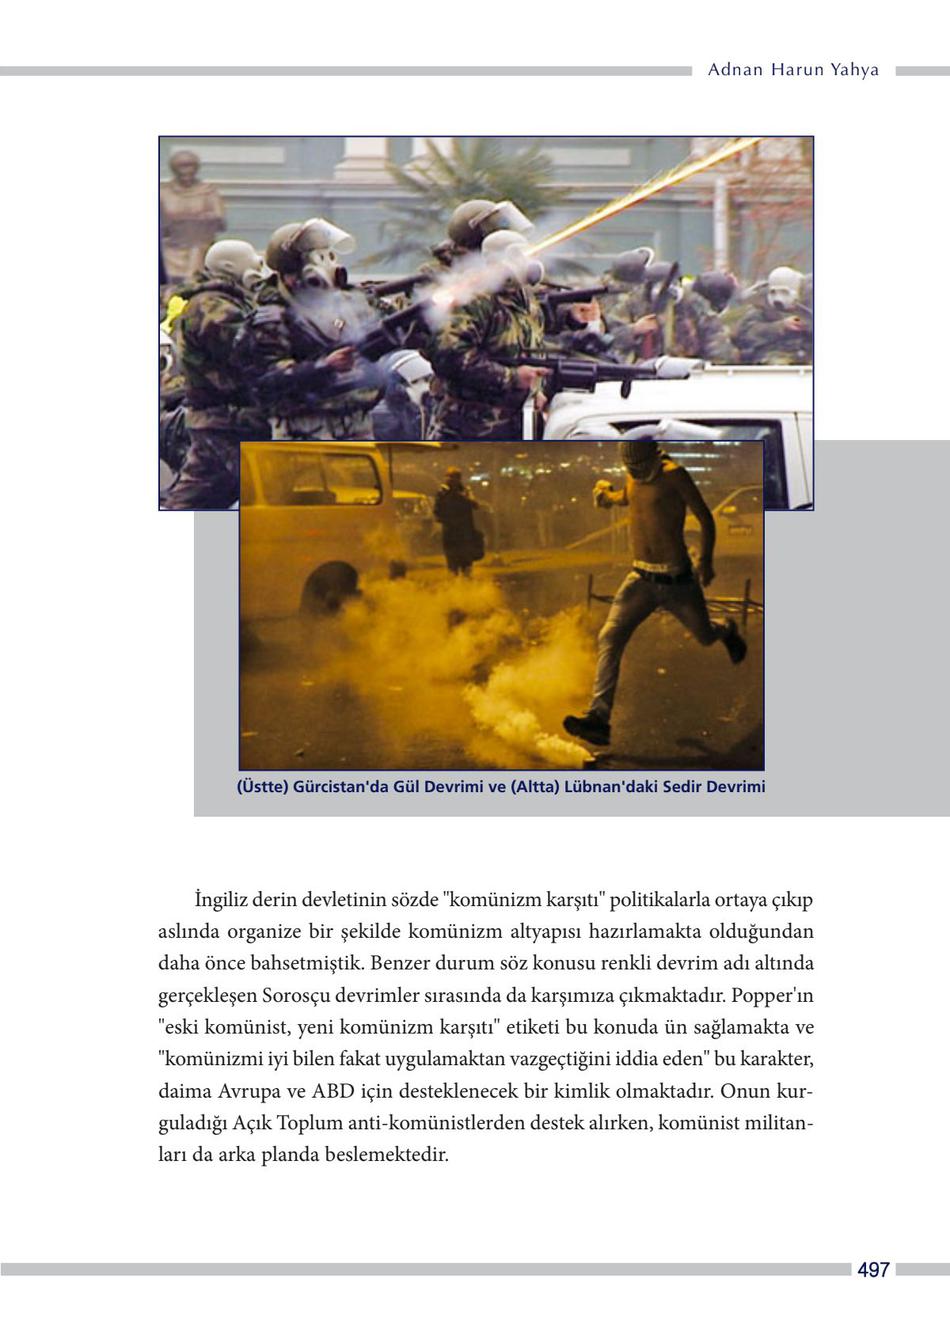 Adnan Harun Yahya
(Üstte) Gürcistan'da Gül Devrimi ve (Altta) Lübnan'daki Sedir Devrimi
İngiliz derin devletinin sözde "komünizm karşıtı" politikalarla ortaya çıkıp
aslında organize bir şekilde komünizm altyapısı hazırlamakta olduğundan
daha önce bahsetmiştik. Benzer durum söz konusu renkli devrim adı altında
gerçekleşen Sorosçu devrimler sırasında da karşımıza çıkmaktadır. Popper'ın
"eski komünist, yeni komünizm karşıtı" etiketi bu konuda ün sağlamakta ve
"komünizmi iyi bilen fakat uygulamaktan vazgeçtiğini iddia eden" bu karakter,
daima Avrupa ve ABD için desteklenecek bir kimlik olmaktadır. Onun kur-
guladığı Açık Toplum anti-komünistlerden destek alırken, komünist militan-
ları da arka planda beslemektedir.
497